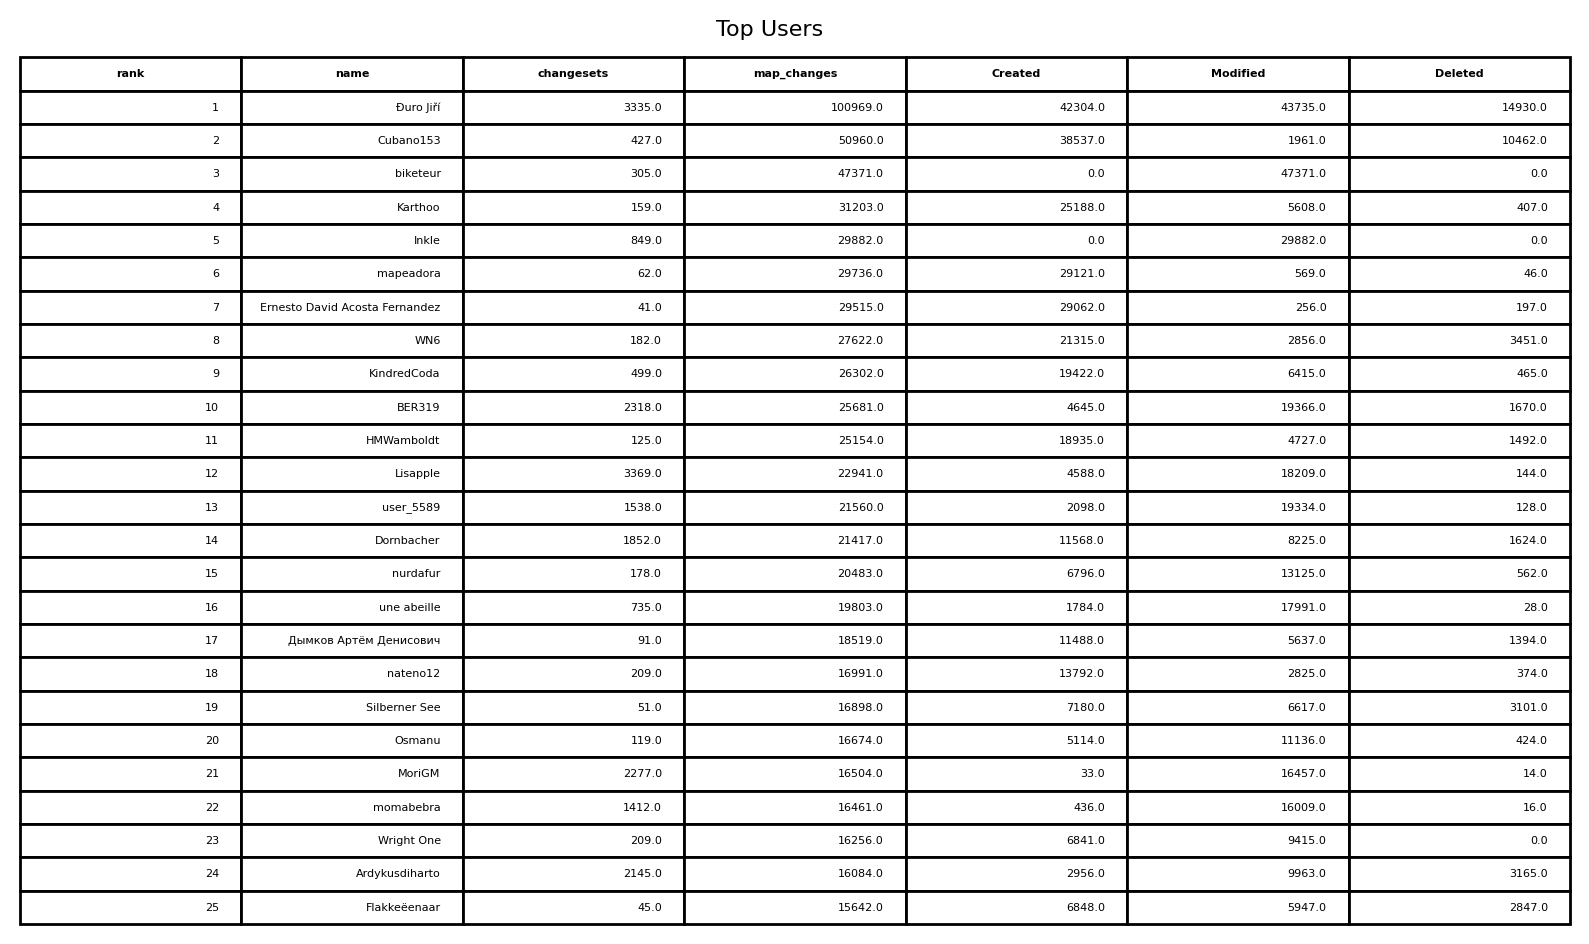 Top Users
rank name changesets map_changes Created Modified Deleted
1 Đuro Jiří 3335.0 100969.0 42304.0 43735.0 14930.0
2 Cubano153 427.0 50960.0 38537.0 1961.0 10462.0
3 biketeur 305.0 47371.0 0.0 47371.0 0.0
4 Karthoo 159.0 31203.0 25188.0 5608.0 407.0
5 Inkle 849.0 29882.0 0.0 29882.0 0.0
6 mapeadora 62.0 29736.0 29121.0 569.0 46.0
7 Ernesto David Acosta Fernandez 41.0 29515.0 29062.0 256.0 197.0
8 WN6 182.0 27622.0 21315.0 2856.0 3451.0
9 KindredCoda 499.0 26302.0 19422.0 6415.0 465.0
10 BER319 2318.0 25681.0 4645.0 19366.0 1670.0
11 HMWamboldt 125.0 25154.0 18935.0 4727.0 1492.0
12 Lisapple 3369.0 22941.0 4588.0 18209.0 144.0
13 user_5589 1538.0 21560.0 2098.0 19334.0 128.0
14 Dornbacher 1852.0 21417.0 11568.0 8225.0 1624.0
15 nurdafur 178.0 20483.0 6796.0 13125.0 562.0
16 une abeille 735.0 19803.0 1784.0 17991.0 28.0
17 Дымков Артём Денисович 91.0 18519.0 11488.0 5637.0 1394.0
18 nateno12 209.0 16991.0 13792.0 2825.0 374.0
19 Silberner See 51.0 16898.0 7180.0 6617.0 3101.0
20 Osmanu 119.0 16674.0 5114.0 11136.0 424.0
21 MoriGM 2277.0 16504.0 33.0 16457.0 14.0
22 momabebra 1412.0 16461.0 436.0 16009.0 16.0
23 Wright One 209.0 16256.0 6841.0 9415.0 0.0
24 Ardykusdiharto 2145.0 16084.0 2956.0 9963.0 3165.0
25 Flakkeëenaar 45.0 15642.0 6848.0 5947.0 2847.0